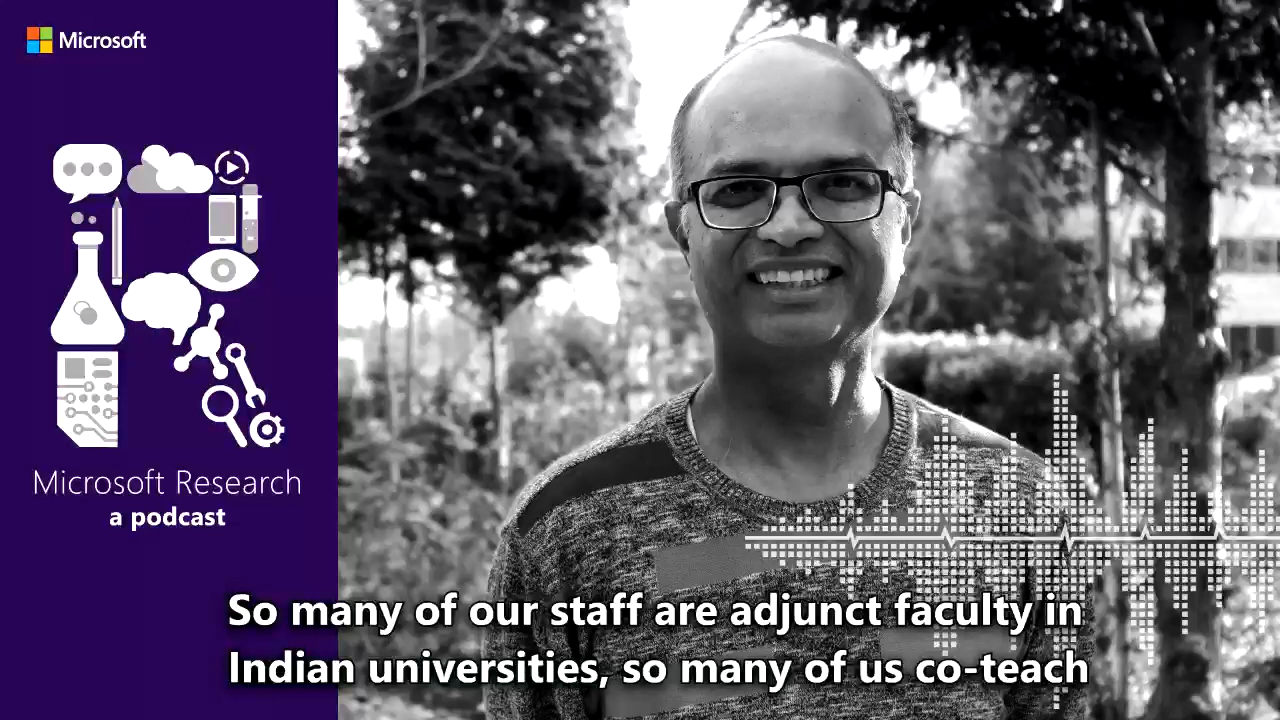 Microsoft
Microsoft Research
a podcast
So many of our staff are adjunct faculty in
Indian universities, so many of us co-teach